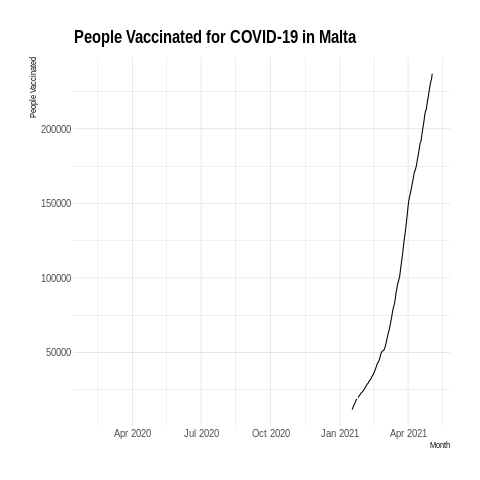 People Vaccinated for COVID-19 in Malta
People Vaccinated
200000
150000
100000
50000
Apr 2020 Jul 2020 Oct 2020 Jan 2021 Apr 2021
Month